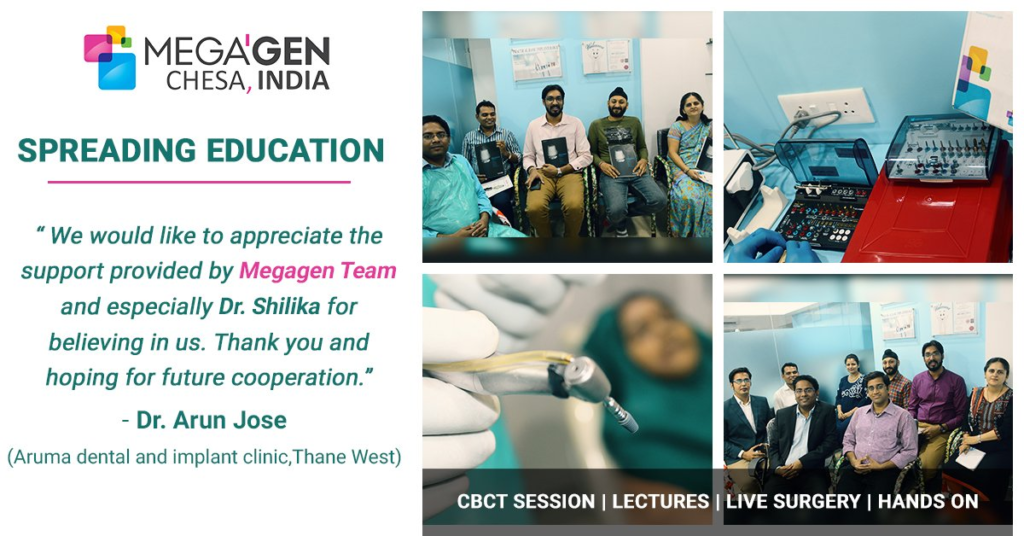 MEGA'GEN
CHESA, INDIA
SPREADING EDUCATION
“ We would like to appreciate the
support provided by Megagen Team
and especially Dr. Shilika for
believing in us. Thank you and
hoping for future cooperation.”
- Dr. Arun Jose
(Aruma dental and implant clinic,Thane West)
CBCT SESSION | LECTURES | LIVE SURGERY | HANDS ON